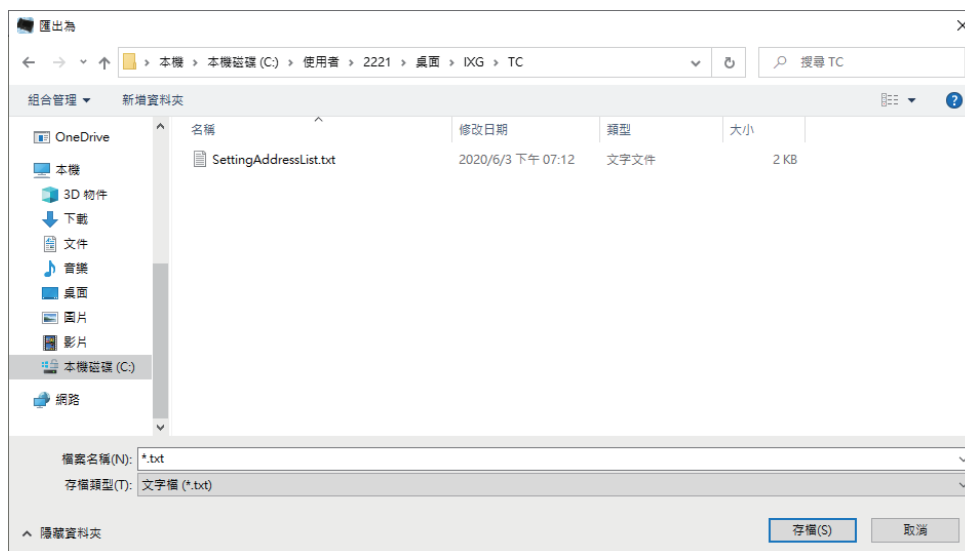 匯出為
本機 › 本機磁碟 (C:) › 使用者 › 2221 › 桌面 › IXG › TC
搜尋 TC
組合管理 新增資料夾
OneDrive
本機
3D 物件
下載
文件
音樂
桌面
圖片
影片
本機磁碟 (C:)
網路
名稱 修改日期 類型 大小
SettingAddressList.txt 2020/6/3 下午 07:12 文字文件 2 KB
檔案名稱(N): *.txt
存檔類型(T): 文字檔 (*.txt)
隱藏資料夾 存檔(S) 取消